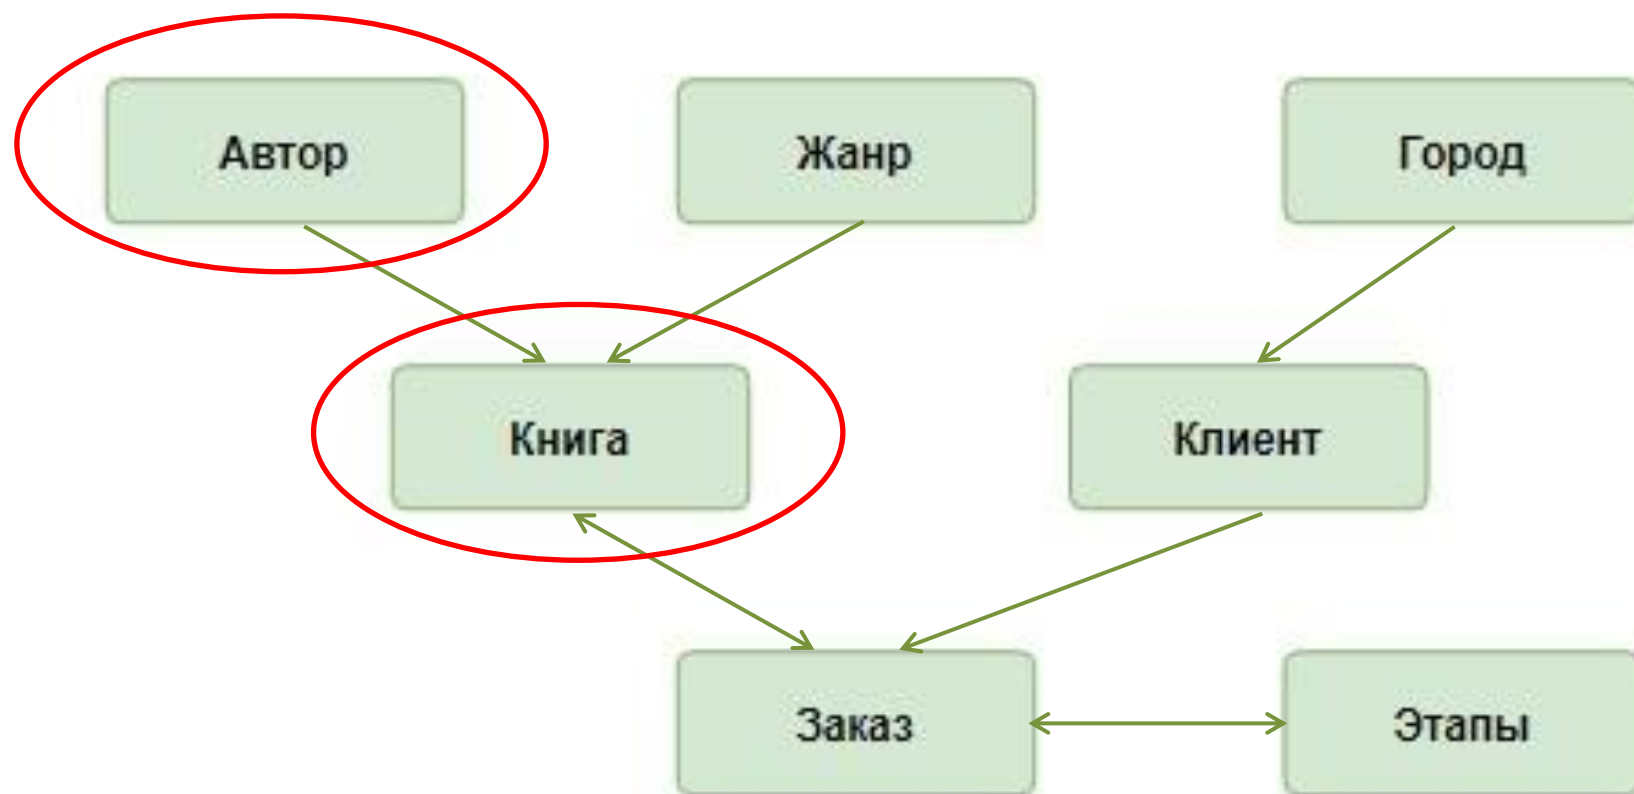 Автор
Жанр
Город
Книга
Клиент
Заказ
Этапы